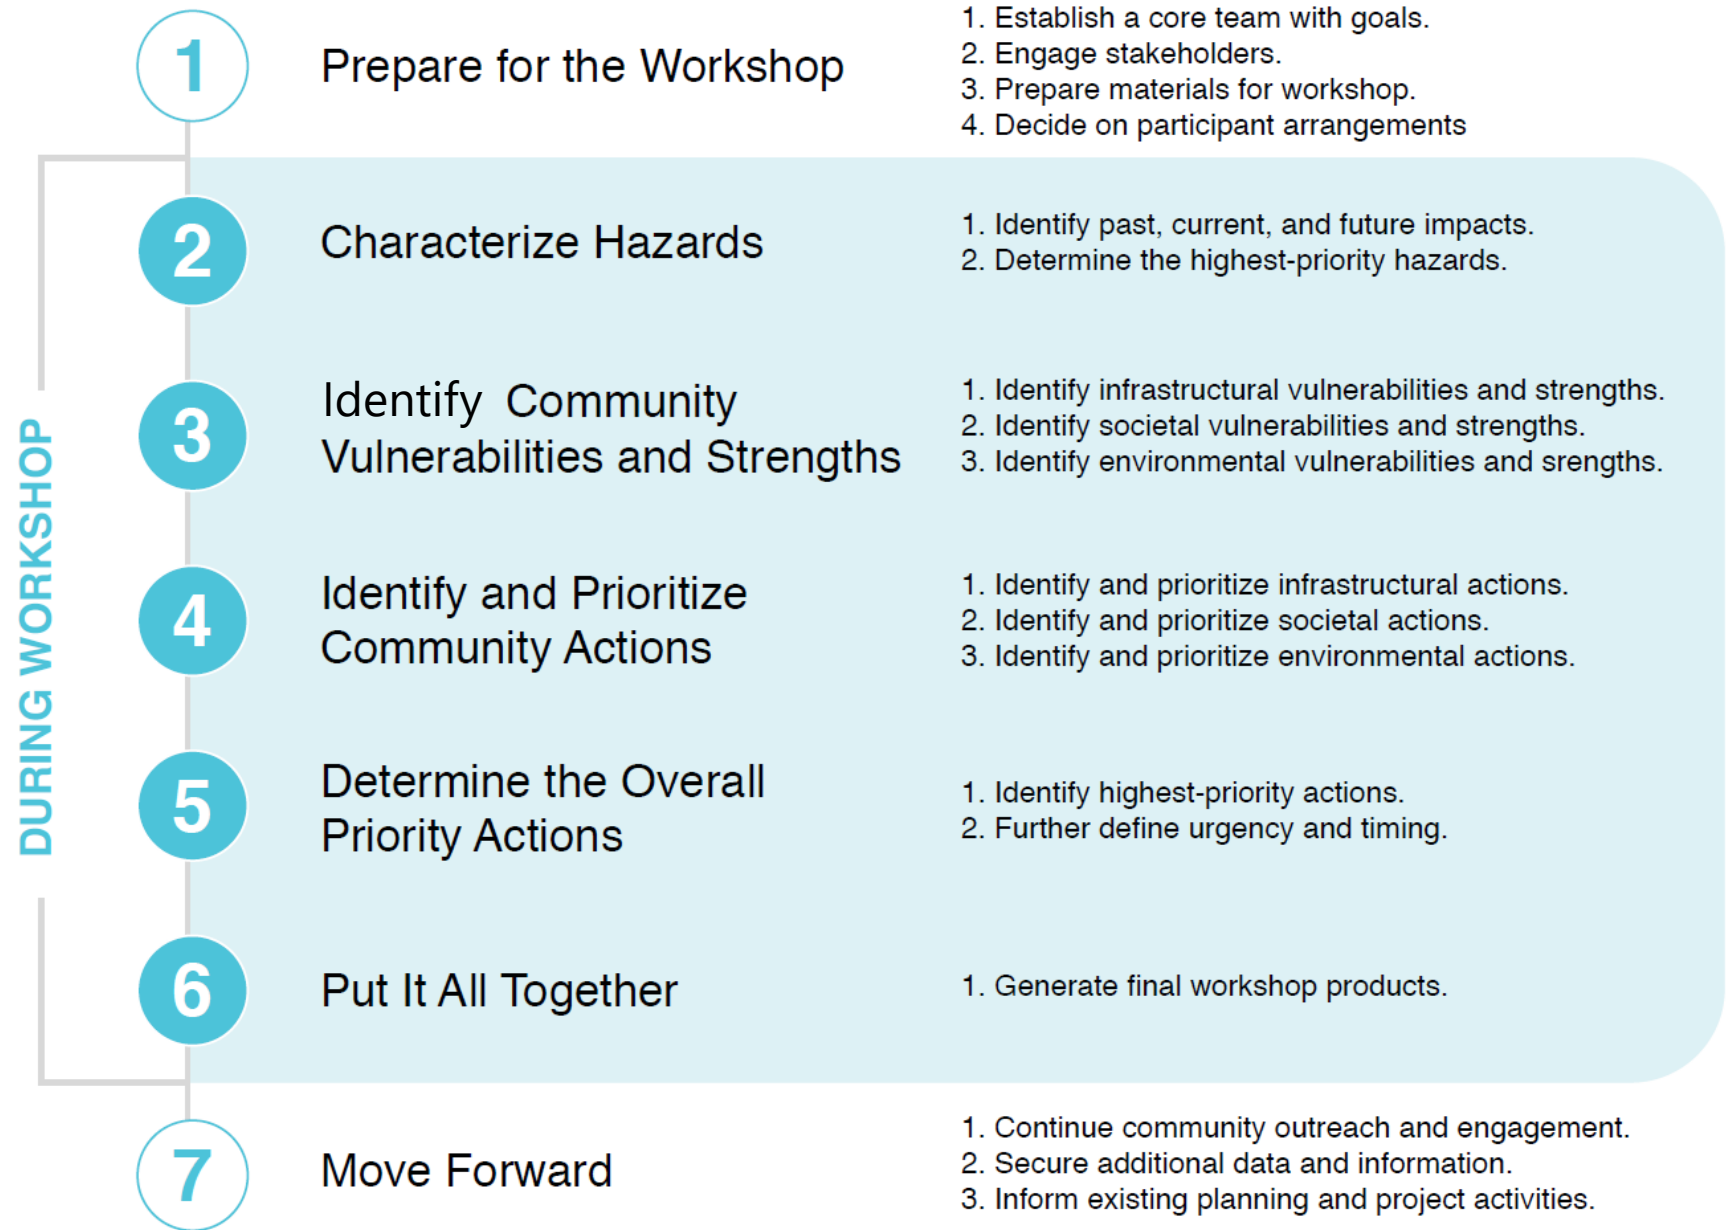 1
Prepare for the Workshop
1. Establish a core team with goals.
2. Engage stakeholders.
3. Prepare materials for workshop.
4. Decide on participant arrangements
DURING WORKSHOP
2
Characterize Hazards
1. Identify past, current, and future impacts.
2. Determine the highest-priority hazards.
3
Identify Community
Vulnerabilities and Strengths
1. Identify infrastructural vulnerabilities and strengths.
2. Identify societal vulnerabilities and strengths.
3. Identify environmental vulnerabilities and srengths.
4
Identify and Prioritize
Community Actions
1. Identify and prioritize infrastructural actions.
2. Identify and prioritize societal actions.
3. Identify and prioritize environmental actions.
5
Determine the Overall
Priority Actions
1. Identify highest-priority actions.
2. Further define urgency and timing.
6
Put It All Together
1. Generate final workshop products.
7
Move Forward
1. Continue community outreach and engagement.
2. Secure additional data and information.
3. Inform existing planning and project activities.